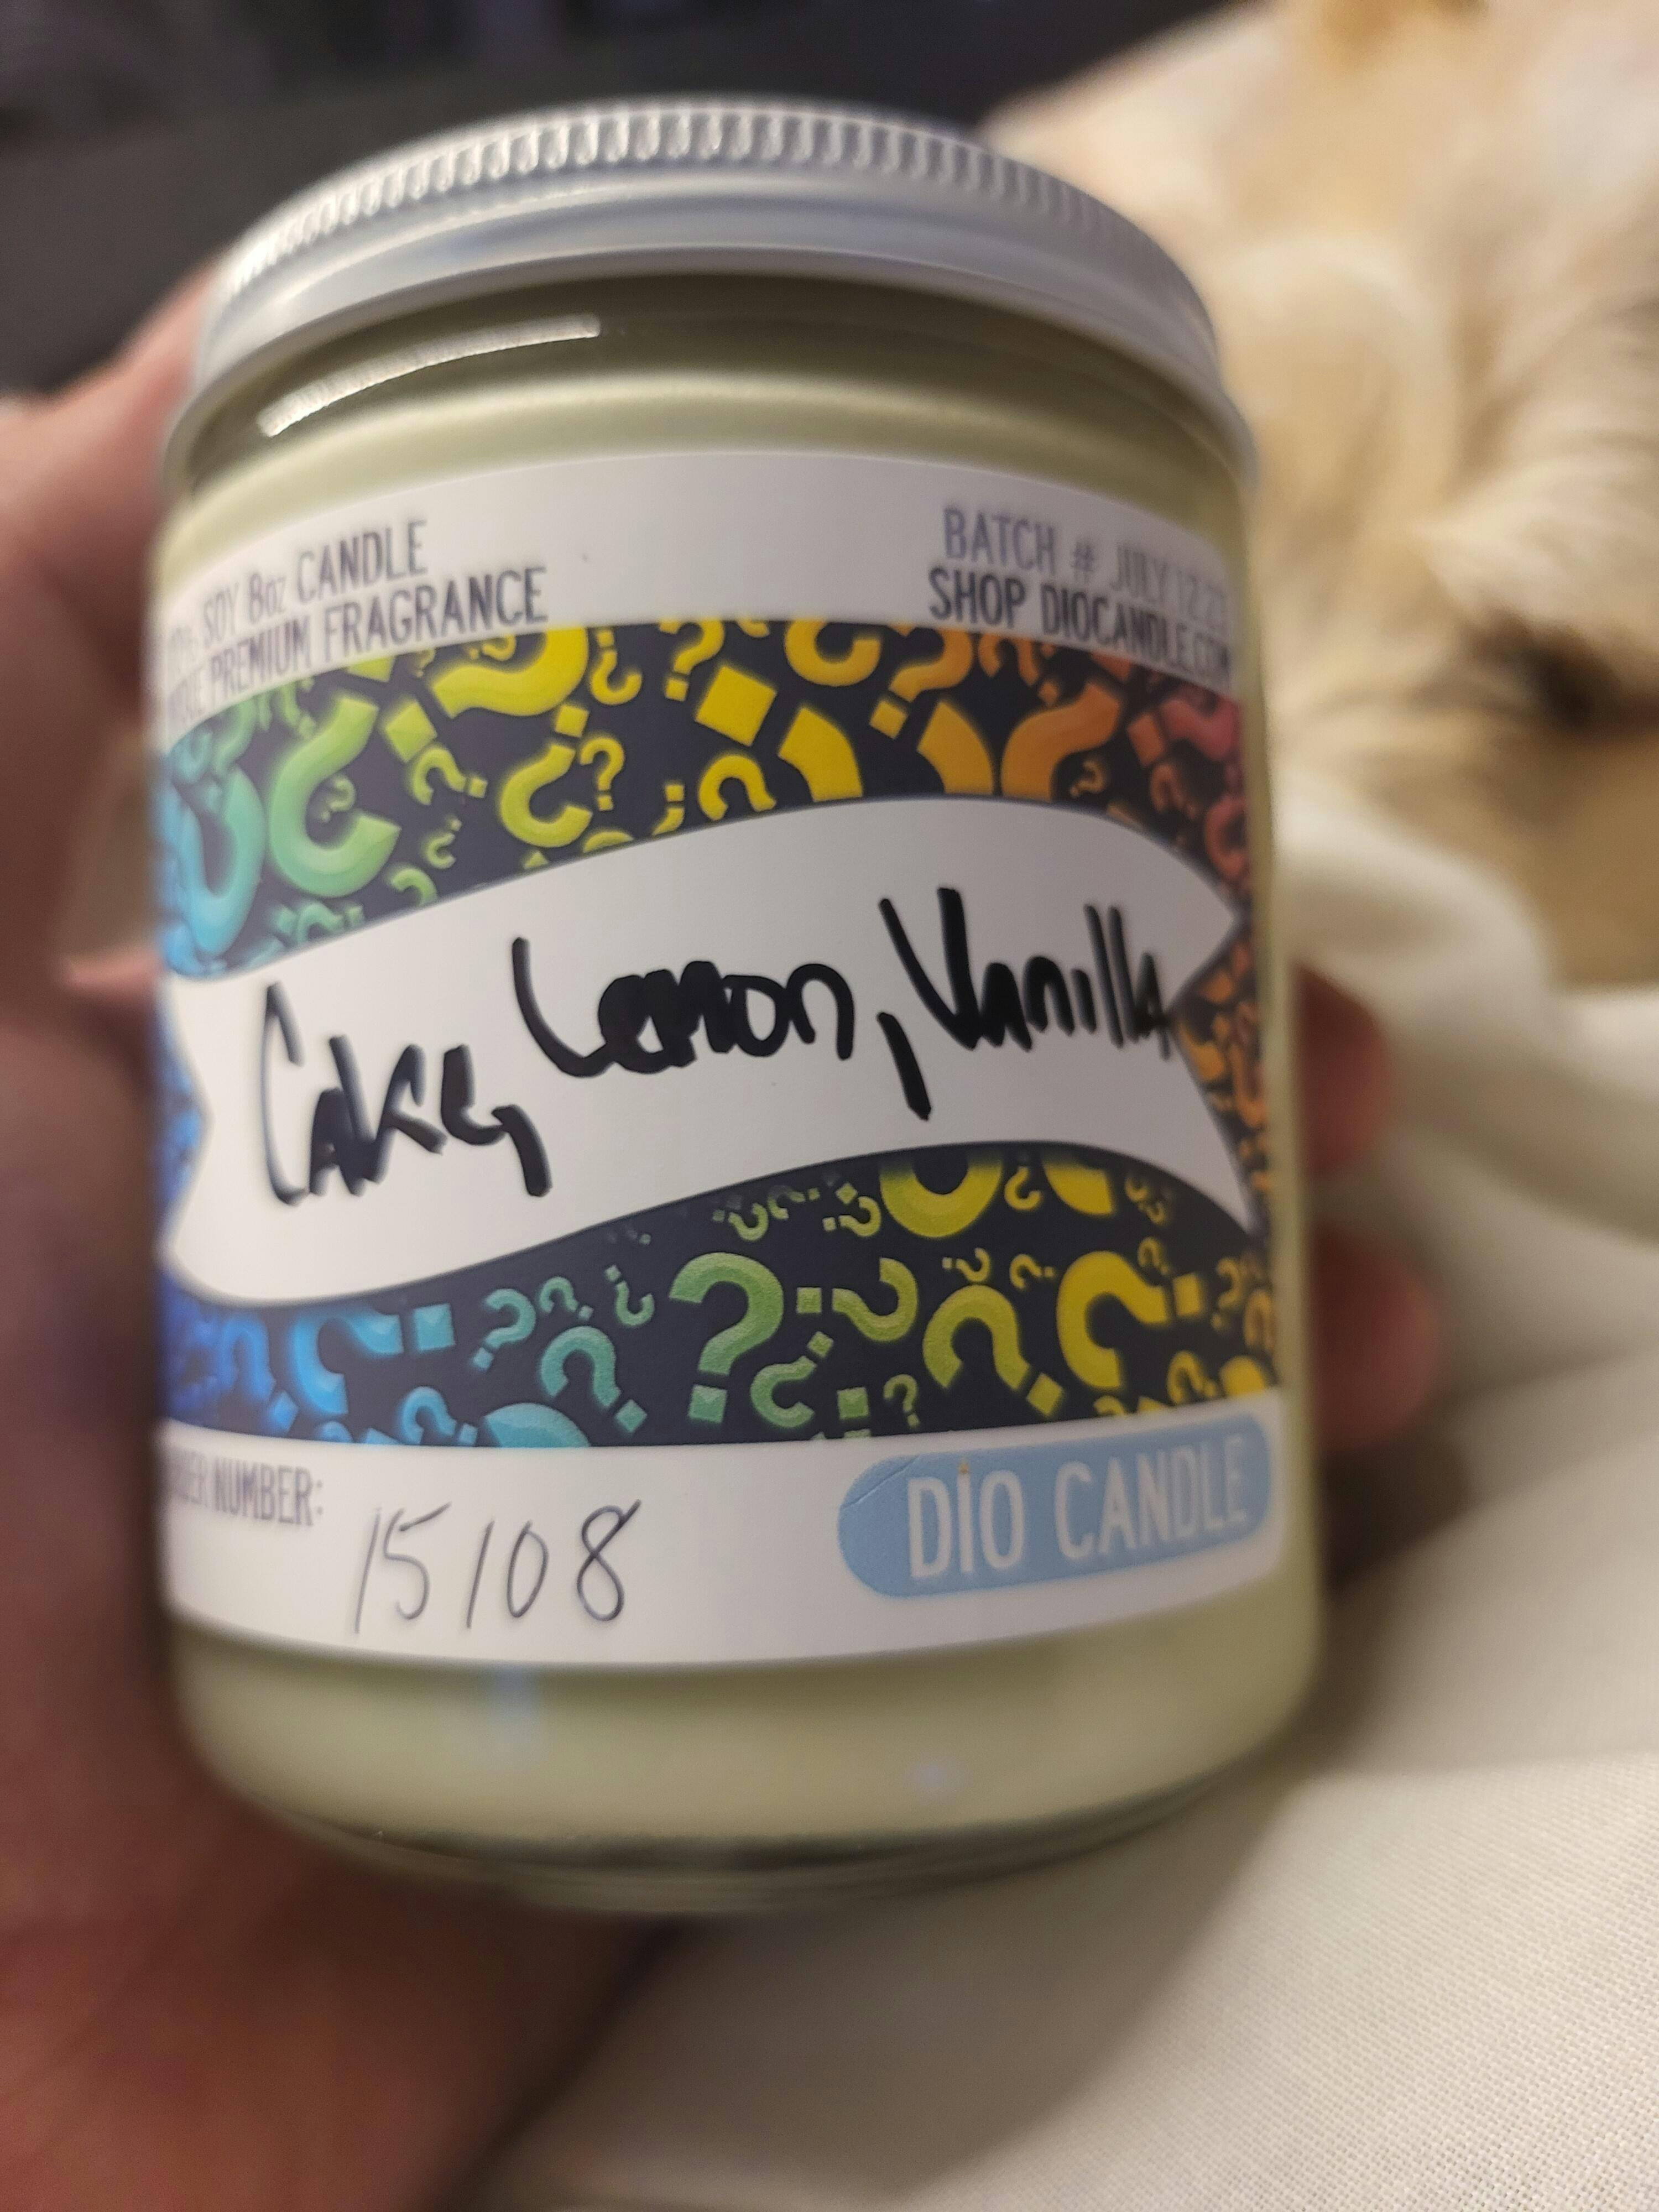 SOY 8oz CANDLE
PREMIUM FRAGRANCE
BATCH # JULY 12 23
SHOP DIOCANDLE.COM
Cake, Lemon, Vanilla
NUMBER:
15108
DIO CANDLE